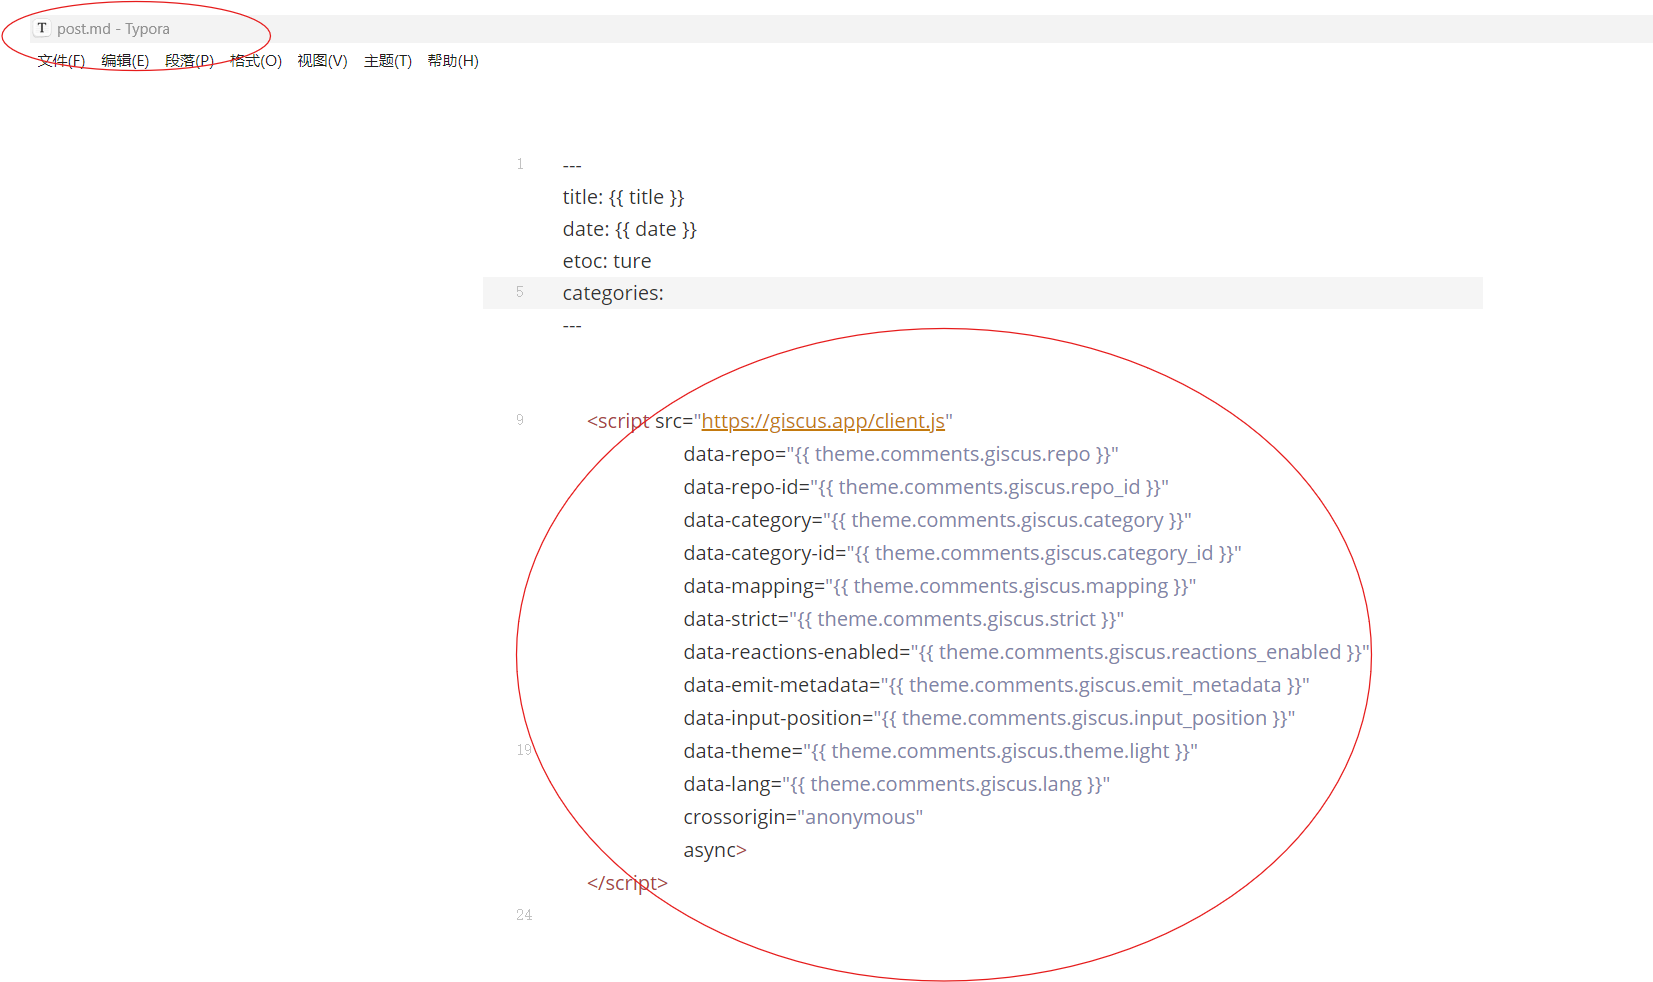 T post.md - Typora
文件(F) 编辑(E) 段落(P) 格式(O) 视图(V) 主题(T) 帮助(H)
1 ---
title: {{ title }}
date: {{ date }}
etoc: ture
5 categories:
---
9 <script src="https://giscus.app/client.js"
data-repo="{{ theme.comments.giscus.repo }}"
data-repo-id="{{ theme.comments.giscus.repo_id }}"
data-category="{{ theme.comments.giscus.category }}"
data-category-id="{{ theme.comments.giscus.category_id }}"
data-mapping="{{ theme.comments.giscus.mapping }}"
data-strict="{{ theme.comments.giscus.strict }}"
data-reactions-enabled="{{ theme.comments.giscus.reactions_enabled }}"
data-emit-metadata="{{ theme.comments.giscus.emit_metadata }}"
data-input-position="{{ theme.comments.giscus.input_position }}"
19 data-theme="{{ theme.comments.giscus.theme.light }}"
data-lang="{{ theme.comments.giscus.lang }}"
crossorigin="anonymous"
async>
</script>
24